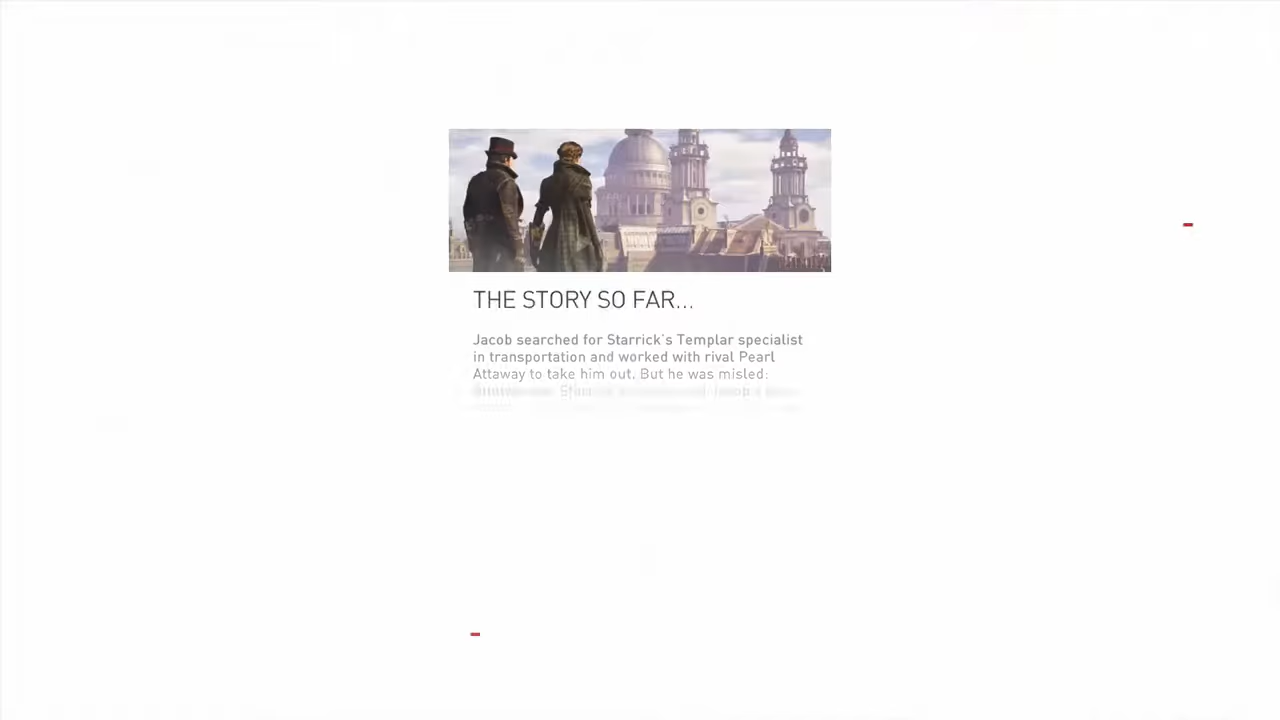 THE STORY SO FAR...
Jacob searched for Starrick's Templar specialist
in transportation and worked with rival Pearl
Attaway to take him out. But he was misled: